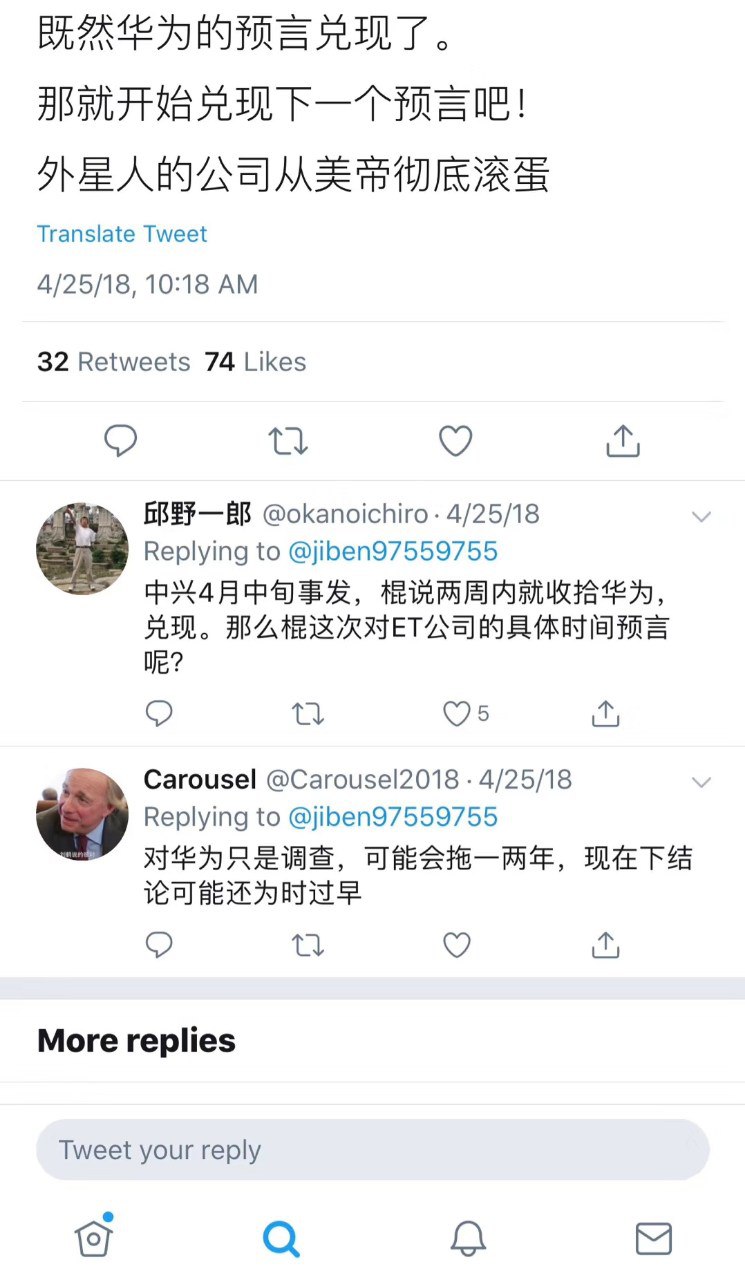 既然华为的预言兑现了。
那就开始兑现下一个预言吧！
外星人的公司从美帝彻底滚蛋
Translate Tweet
4/25/18, 10:18 AM
32 Retweets 74 Likes
邱野一郎 @okanoichiro · 4/25/18
Replying to @jiben97559755
中兴4月中旬事发，棍说两周内就收拾华为，
兑现。那么棍这次对ET公司的具体时间预言
呢?
5
Carousel @Carousel2018 · 4/25/18
Replying to @jiben97559755
对华为只是调查，可能会拖一两年，现在下结
论可能还为时过早
More replies
Tweet your reply